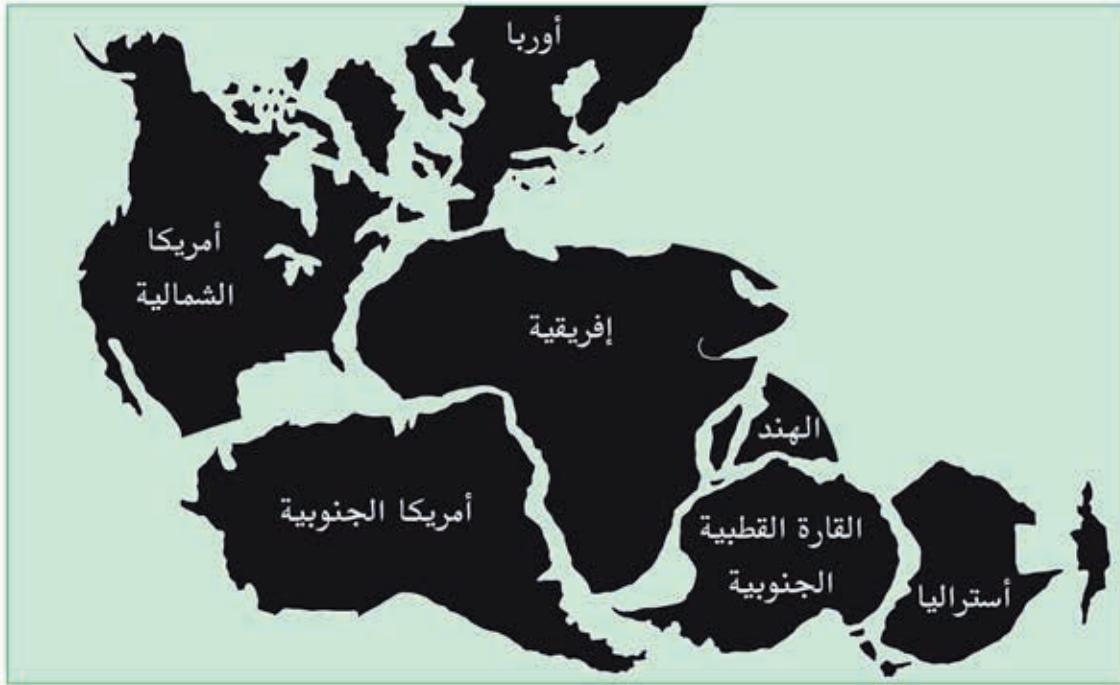 أوربا
أمريكا
الشمالية
إفريقية
الهند
أمريكا الجنوبية
القارة القطبية
الجنوبية
أستراليا